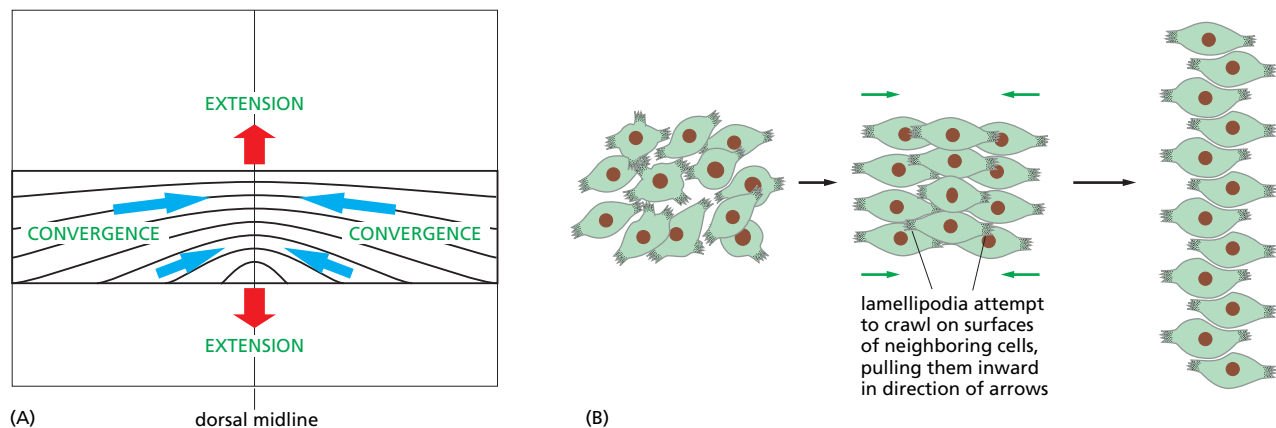 EXTENSION
CONVERGENCE
CONVERGENCE
EXTENSION
(A)
dorsal midline
lamellipodia attempt
to crawl on surfaces
of neighboring cells,
pulling them inward
in direction of arrows
(B)